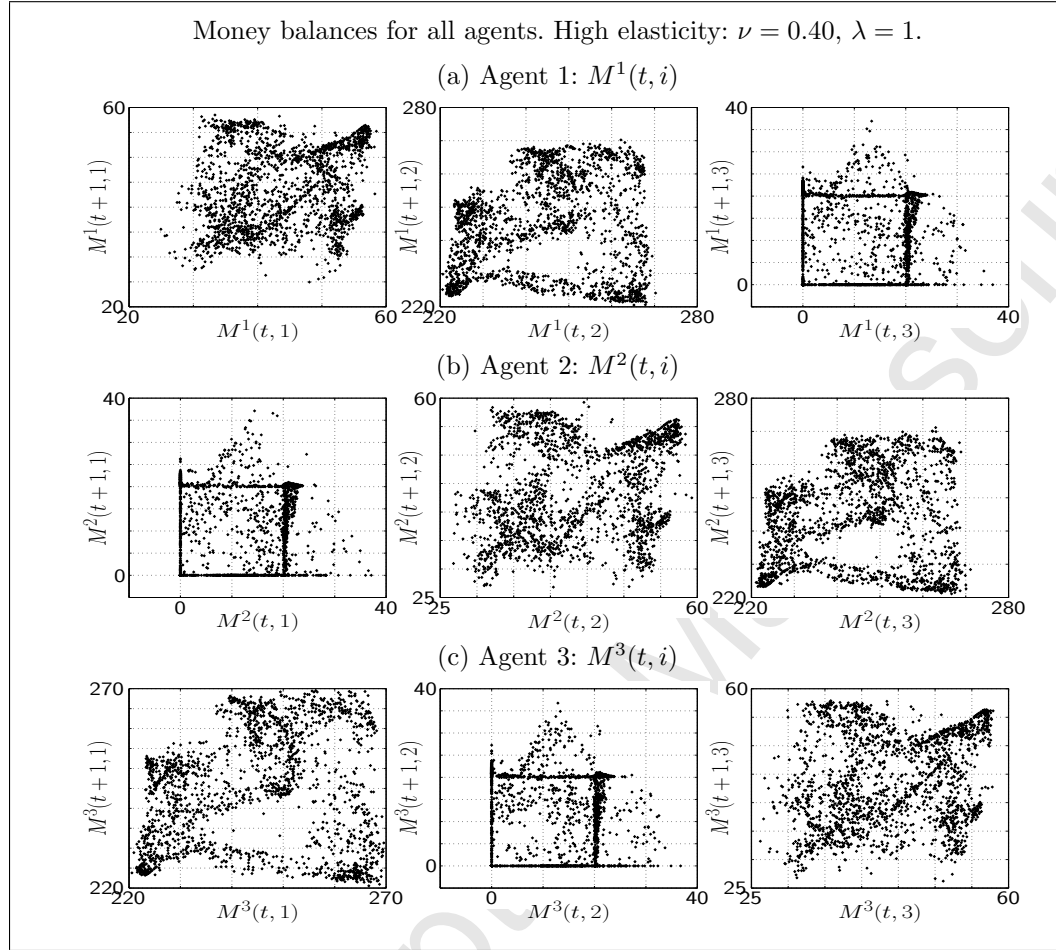 Money balances for all agents. High elasticity: ν = 0.40, λ = 1.
(a) Agent 1: M¹(t, i)
60
M¹(t+1, 1)
20
20
M¹(t, 1)
60
280
M¹(t+1, 2)
220
220
M¹(t, 2)
280
40
M¹(t+1, 3)
0
0
M¹(t, 3)
40
(b) Agent 2: M²(t, i)
40
M²(t+1, 1)
0
0
M²(t, 1)
40
60
M²(t+1, 2)
25
25
M²(t, 2)
60
280
M²(t+1, 3)
220
220
M²(t, 3)
280
(c) Agent 3: M³(t, i)
270
M³(t+1, 1)
220
220
M³(t, 1)
270
40
M³(t+1, 2)
0
0
M³(t, 2)
40
60
M³(t+1, 3)
25
25
M³(t, 3)
60